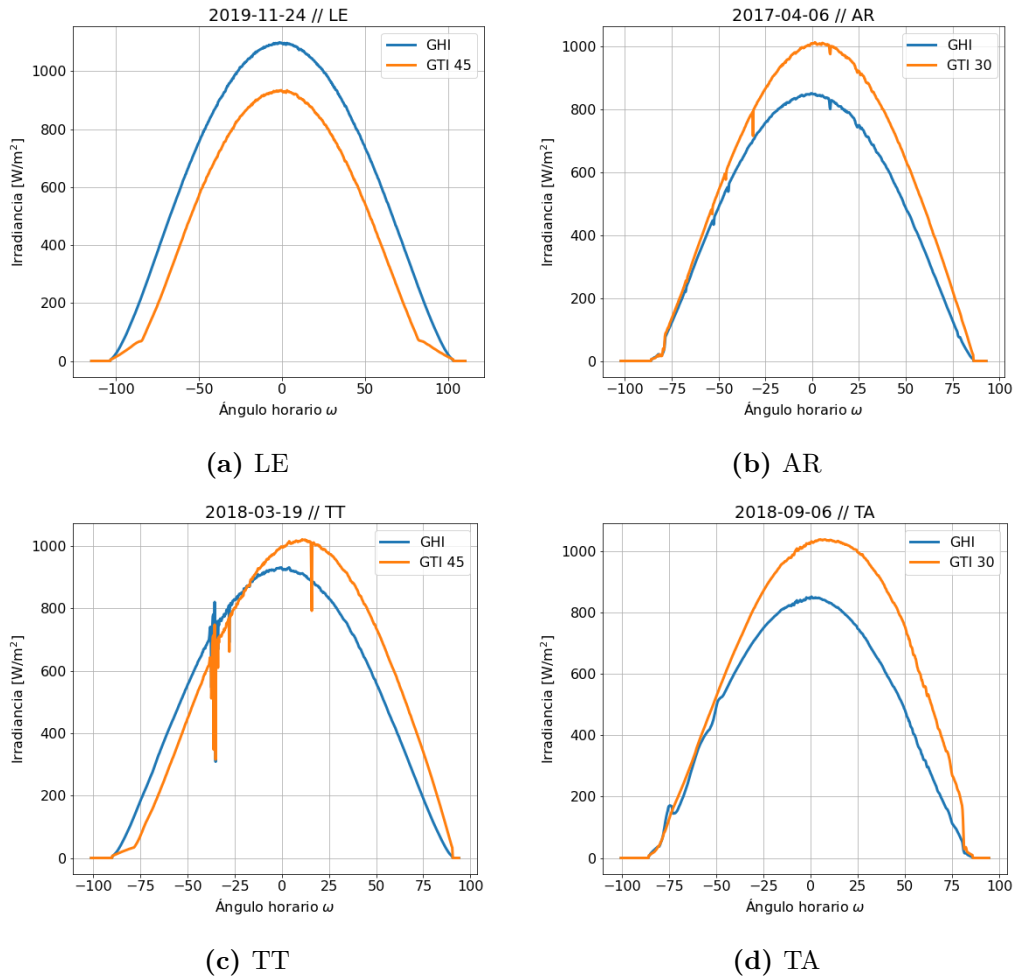 2019-11-24 // LE
GHI
GTI 45
Irradiancia [W/m²]
1000
800
600
400
200
0
−100
−50
0
50
100
Ángulo horario ω
(a) LE
2017-04-06 // AR
GHI
GTI 30
Irradiancia [W/m²]
1000
800
600
400
200
0
−100
−75
−50
−25
0
25
50
75
100
Ángulo horario ω
(b) AR
2018-03-19 // TT
GHI
GTI 45
Irradiancia [W/m²]
1000
800
600
400
200
0
−100
−75
−50
−25
0
25
50
75
100
Ángulo horario ω
(c) TT
2018-09-06 // TA
GHI
GTI 30
Irradiancia [W/m²]
1000
800
600
400
200
0
−100
−75
−50
−25
0
25
50
75
100
Ángulo horario ω
(d) TA